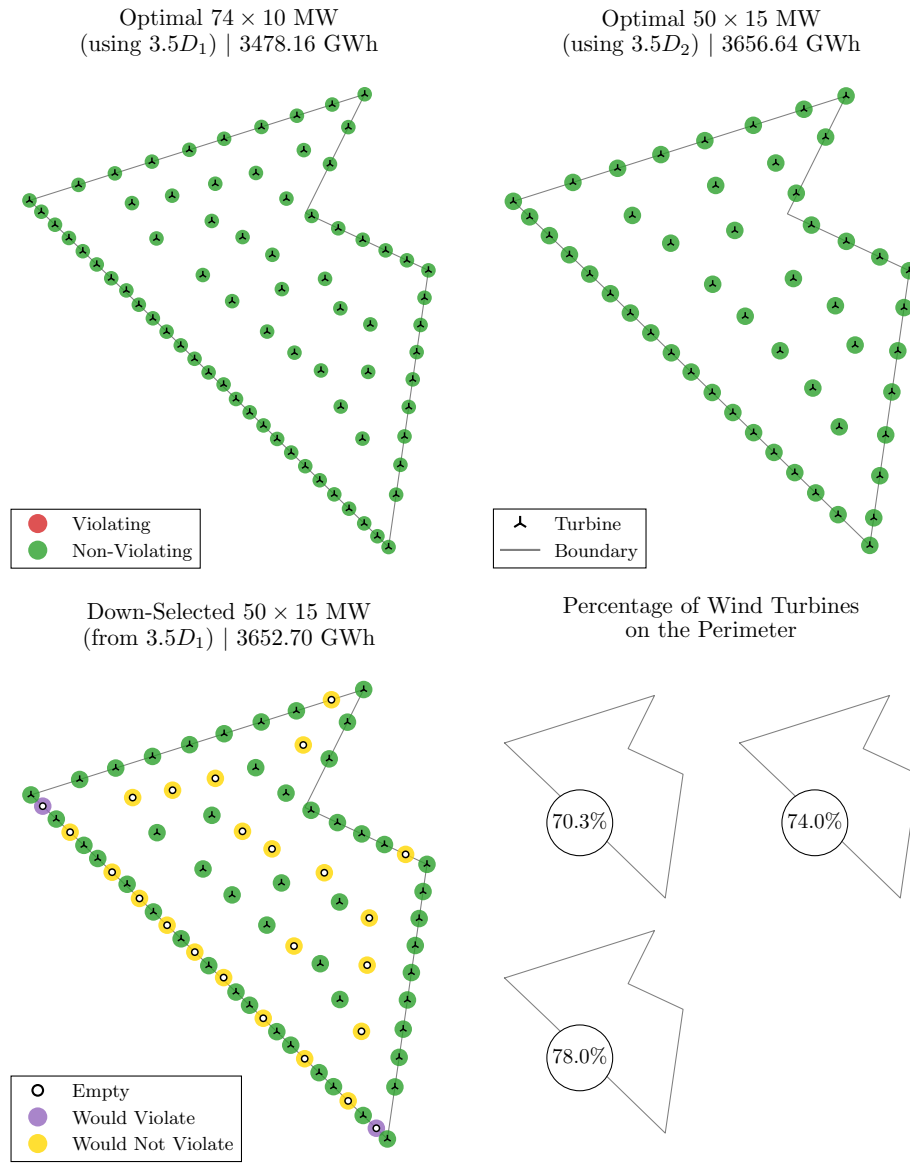 Optimal 74 × 10 MW
(using 3.5D₁) | 3478.16 GWh
Optimal 50 × 15 MW
(using 3.5D₂) | 3656.64 GWh
Violating
Non-Violating
Turbine
Boundary
Down-Selected 50 × 15 MW
(from 3.5D₁) | 3652.70 GWh
Percentage of Wind Turbines
on the Perimeter
70.3%
74.0%
78.0%
Empty
Would Violate
Would Not Violate